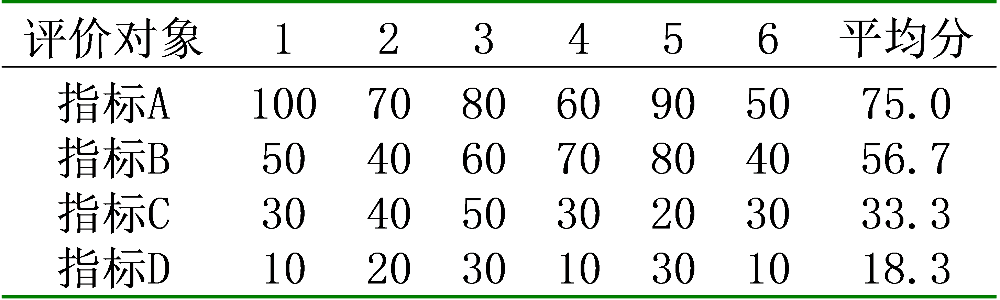 评价对象 1 2 3 4 5 6 平均分
指标A 100 70 80 60 90 50 75.0
指标B 50 40 60 70 80 40 56.7
指标C 30 40 50 30 20 30 33.3
指标D 10 20 30 10 30 10 18.3